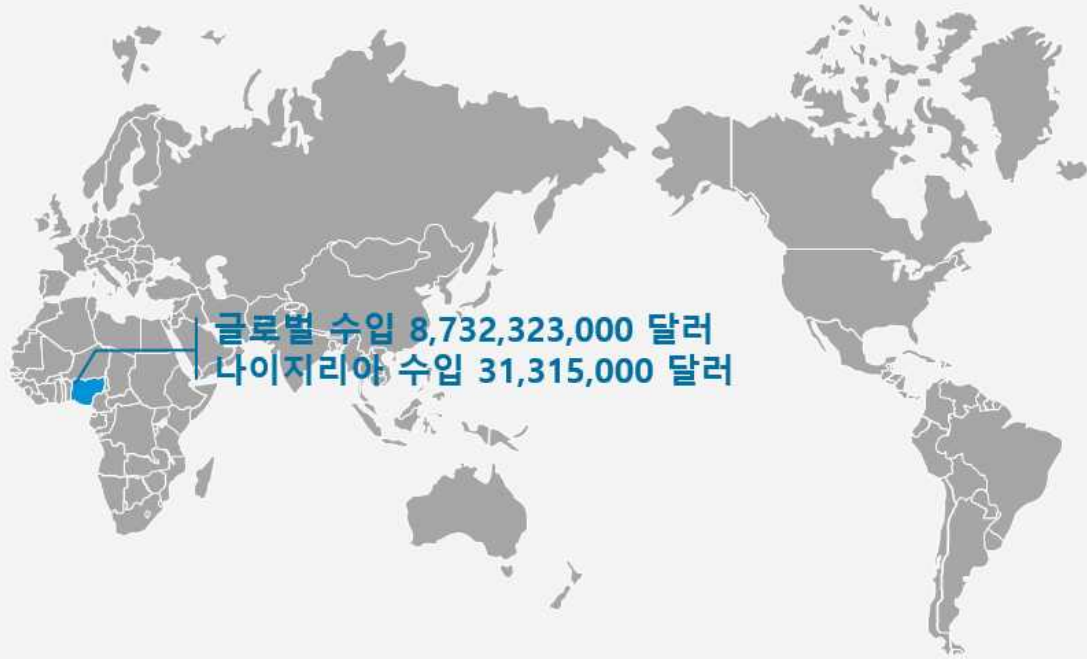 글로벌 수입 8,732,323,000 달러
나이지리아 수입 31,315,000 달러